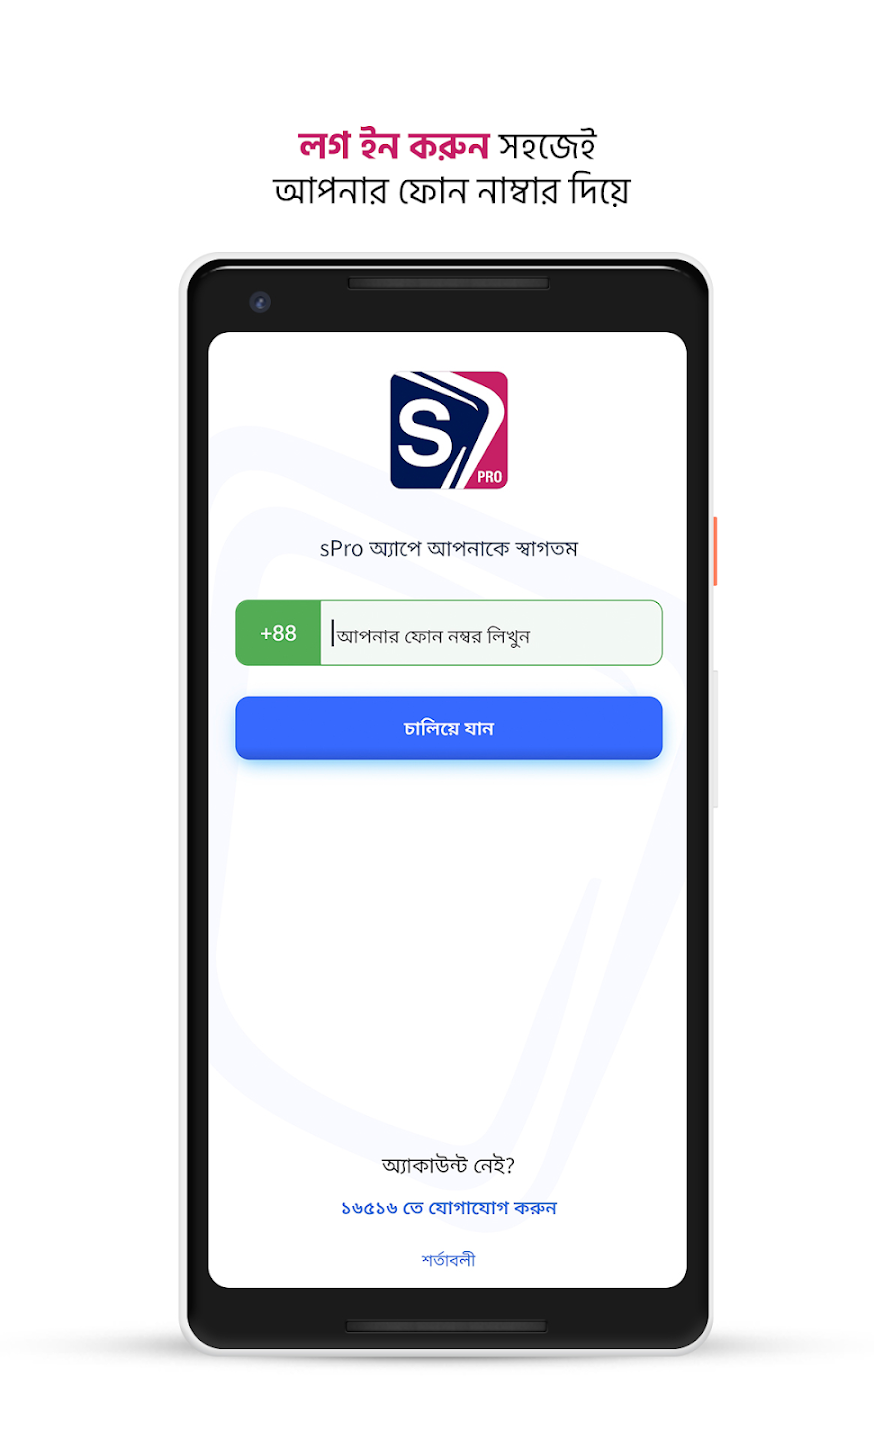 লগ ইন করুন সহজেই
আপনার ফোন নাম্বার দিয়ে
S
PRO
sPro অ্যাপে আপনাকে স্বাগতম
+88
আপনার ফোন নম্বর লিখুন
চালিয়ে যান
অ্যাকাউন্ট নেই?
১৬৫১৬ তে যোগাযোগ করুন
শর্তাবলী